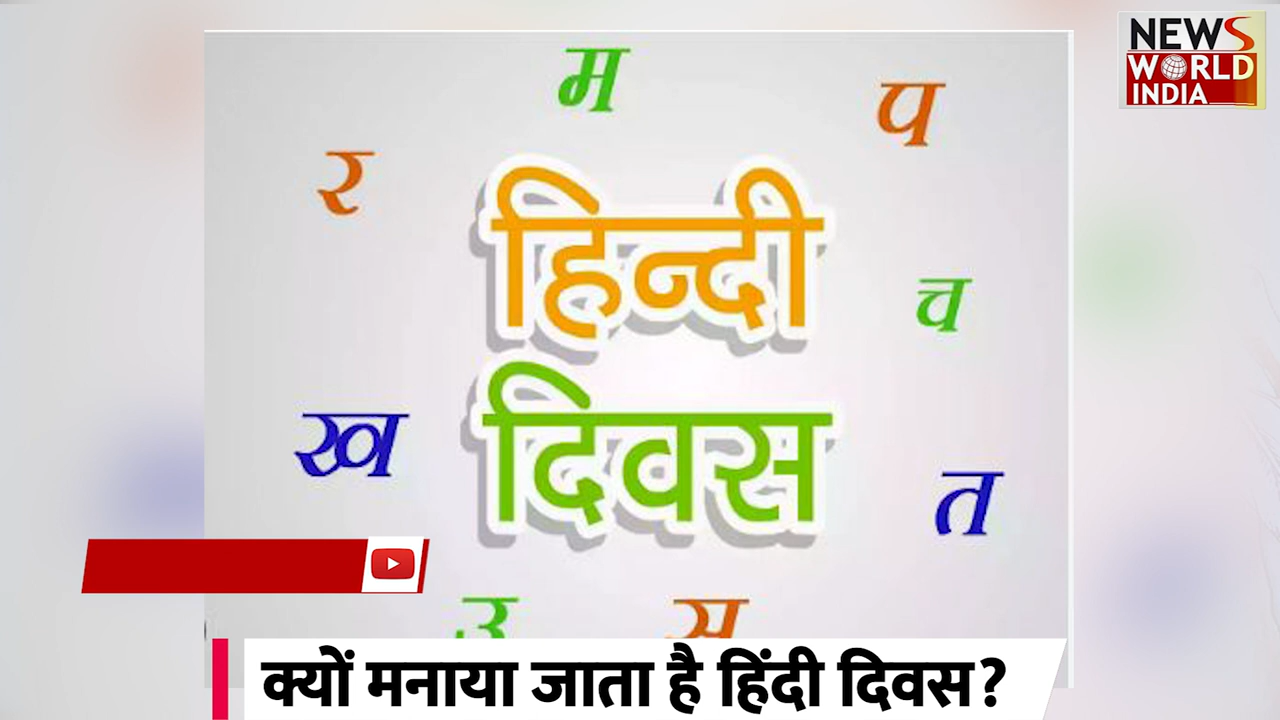 NEWS
WORLD
INDIA
म
प
र
हिन्दी
च
दिवस
ख
त
उ
स
क्यों मनाया जाता है हिंदी दिवस?